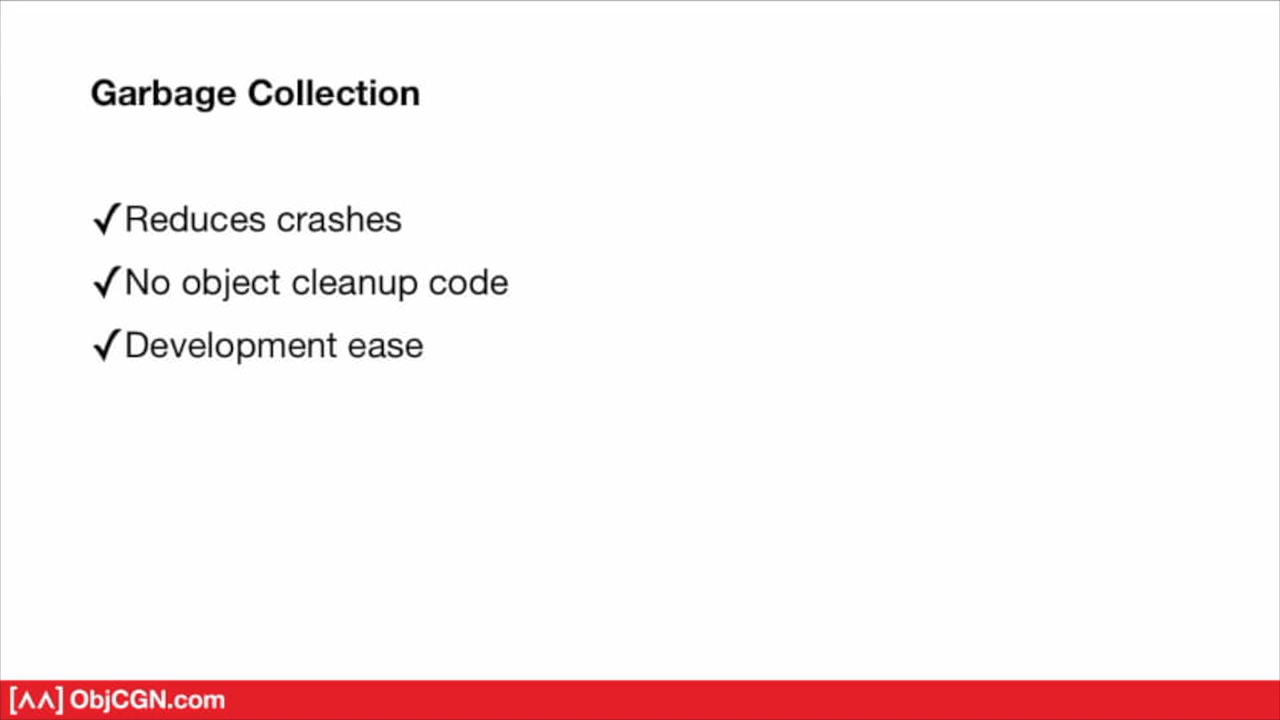 Garbage Collection
✓Reduces crashes
✓No object cleanup code
✓Development ease
[ʌʌ] ObjCGN.com